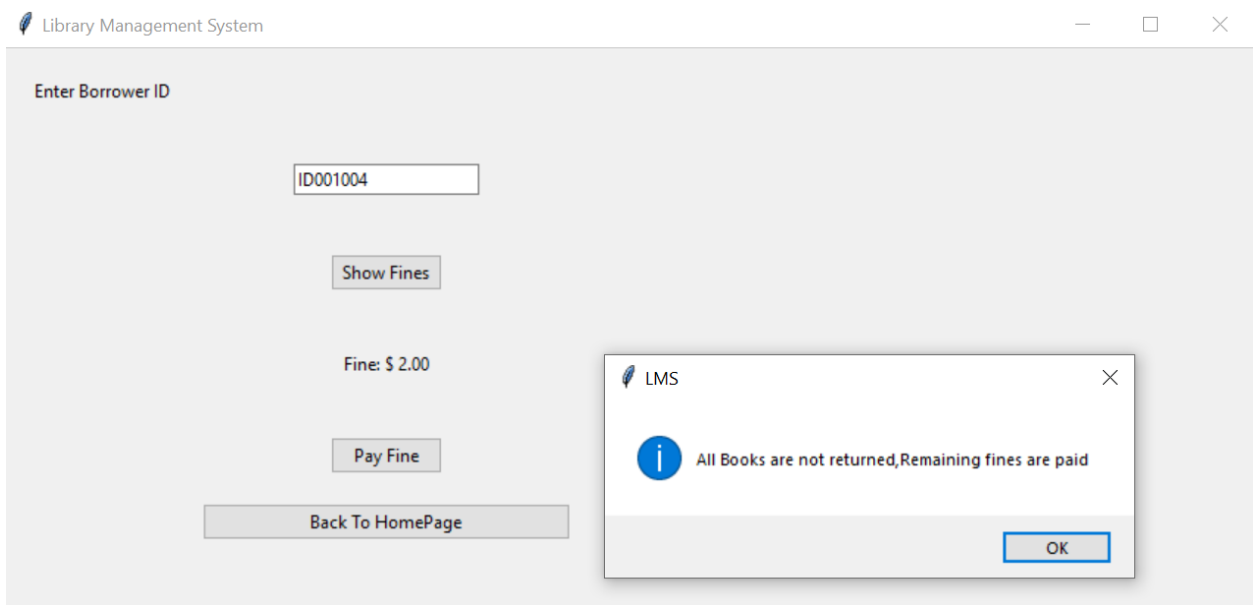 Library Management System
Enter Borrower ID
ID001004
Show Fines
Fine: $ 2.00
Pay Fine
Back To HomePage
LMS
All Books are not returned,Remaining fines are paid
OK